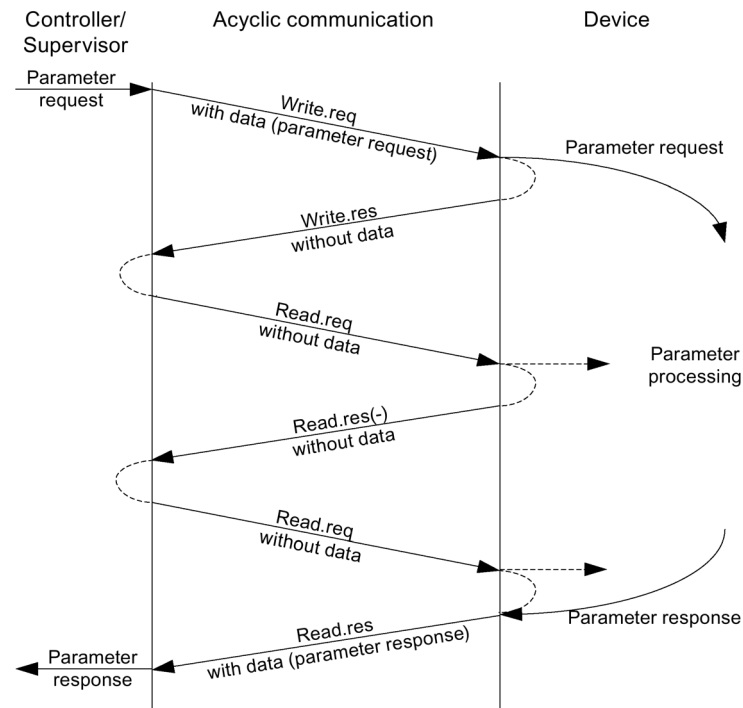 Controller/
Supervisor
Acyclic communication
Device
Parameter
request
Write.req
with data (parameter request)
Parameter request
Write.res
without data
Read.req
without data
Parameter
processing
Read.res(-)
without data
Read.req
without data
Parameter response
Read.res
with data (parameter response)
Parameter
response